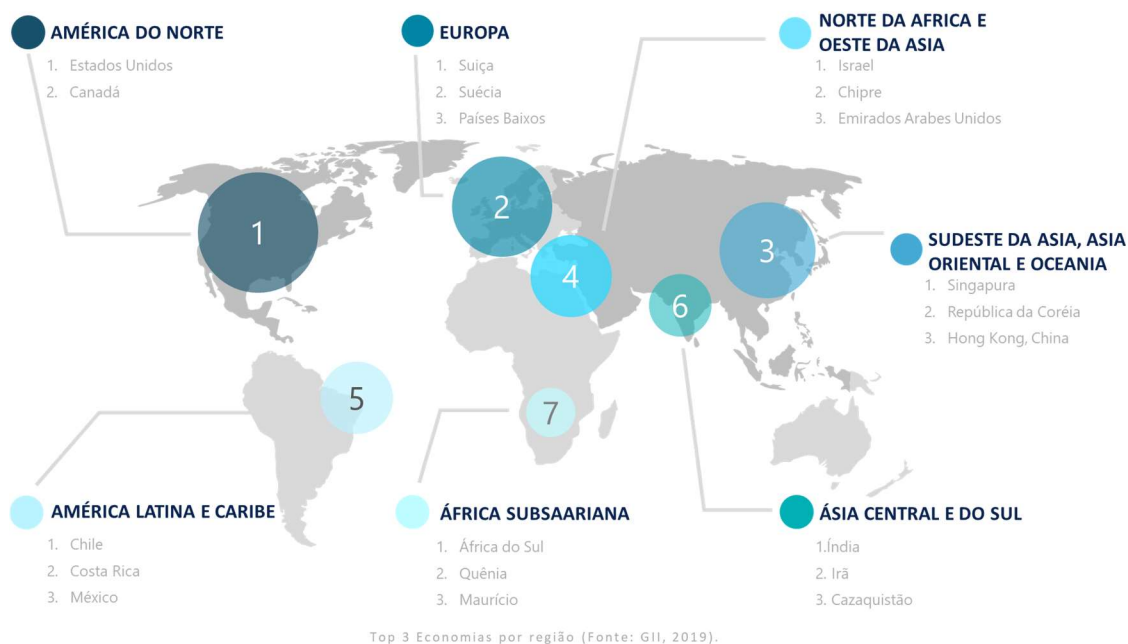 AMÉRICA DO NORTE
1. Estados Unidos
2. Canadá
EUROPA
1. Suiça
2. Suécia
3. Países Baixos
NORTE DA AFRICA E
OESTE DA ASIA
1. Israel
2. Chipre
3. Emirados Arabes Unidos
1
2
3
4
5
6
7
SUDESTE DA ASIA, ASIA
ORIENTAL E OCEANIA
1. Singapura
2. República da Coréia
3. Hong Kong, China
AMÉRICA LATINA E CARIBE
1. Chile
2. Costa Rica
3. México
ÁFRICA SUBSAARIANA
1. África do Sul
2. Quênia
3. Maurício
ÁSIA CENTRAL E DO SUL
1.Índia
2. Irã
3. Cazaquistão
Top 3 Economias por região (Fonte: GII, 2019).